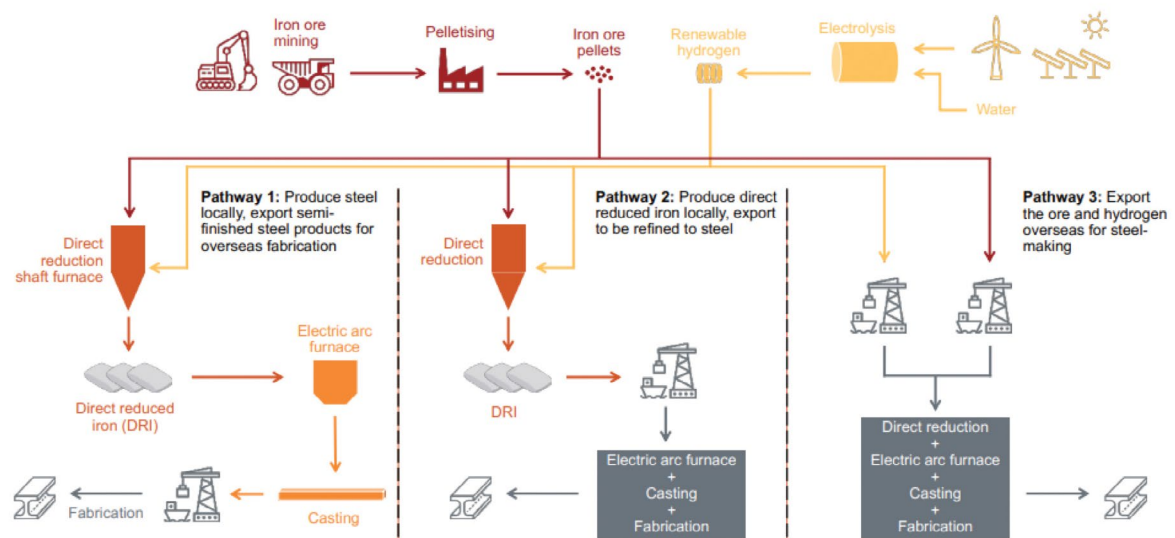 Iron ore
mining
Pelletising
Iron ore
pellets
Renewable
hydrogen
Electrolysis
Water
Pathway 1: Produce steel
locally, export semi-
finished steel products for
overseas fabrication
Direct
reduction
shaft furnace
Electric arc
furnace
Direct reduced
iron (DRI)
Fabrication
Casting
Pathway 2: Produce direct
reduced iron locally, export
to be refined to steel
Direct
reduction
DRI
Electric arc furnace
+
Casting
+
Fabrication
Pathway 3: Export
the ore and hydrogen
overseas for steel-
making
Direct reduction
+
Electric arc furnace
+
Casting
+
Fabrication